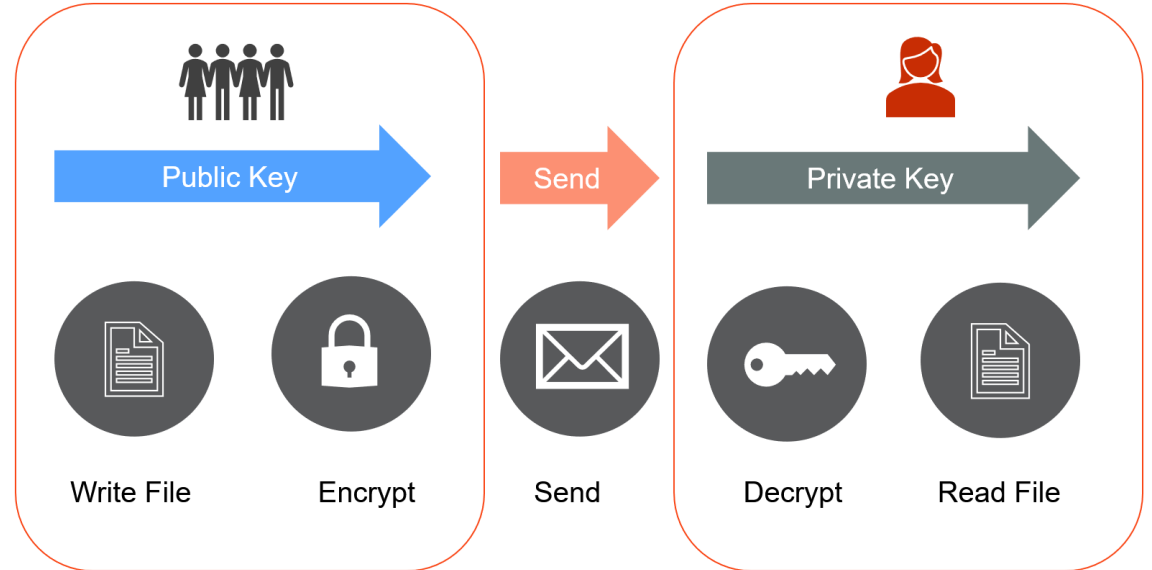 Public Key
Send
Private Key
Write File
Encrypt
Send
Decrypt
Read File